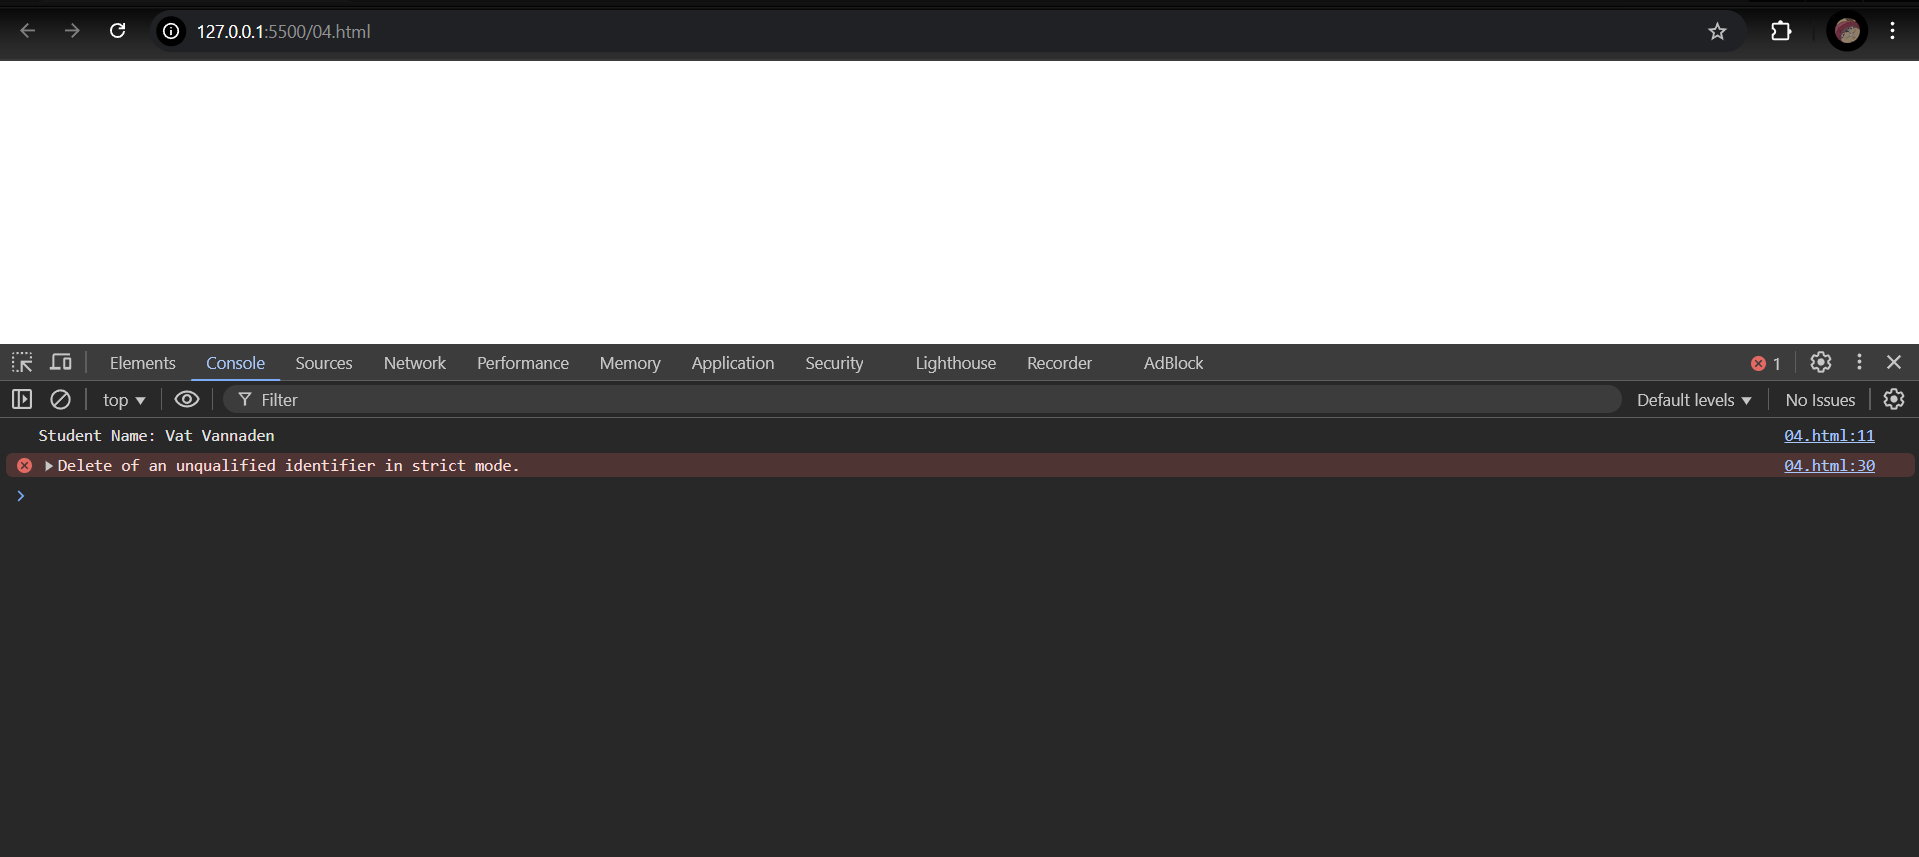 127.0.0.1:5500/04.html
Elements Console Sources Network Performance Memory Application Security Lighthouse Recorder AdBlock 1
top Filter Default levels No Issues
Student Name: Vat Vannaden 04.html:11
Delete of an unqualified identifier in strict mode. 04.html:30